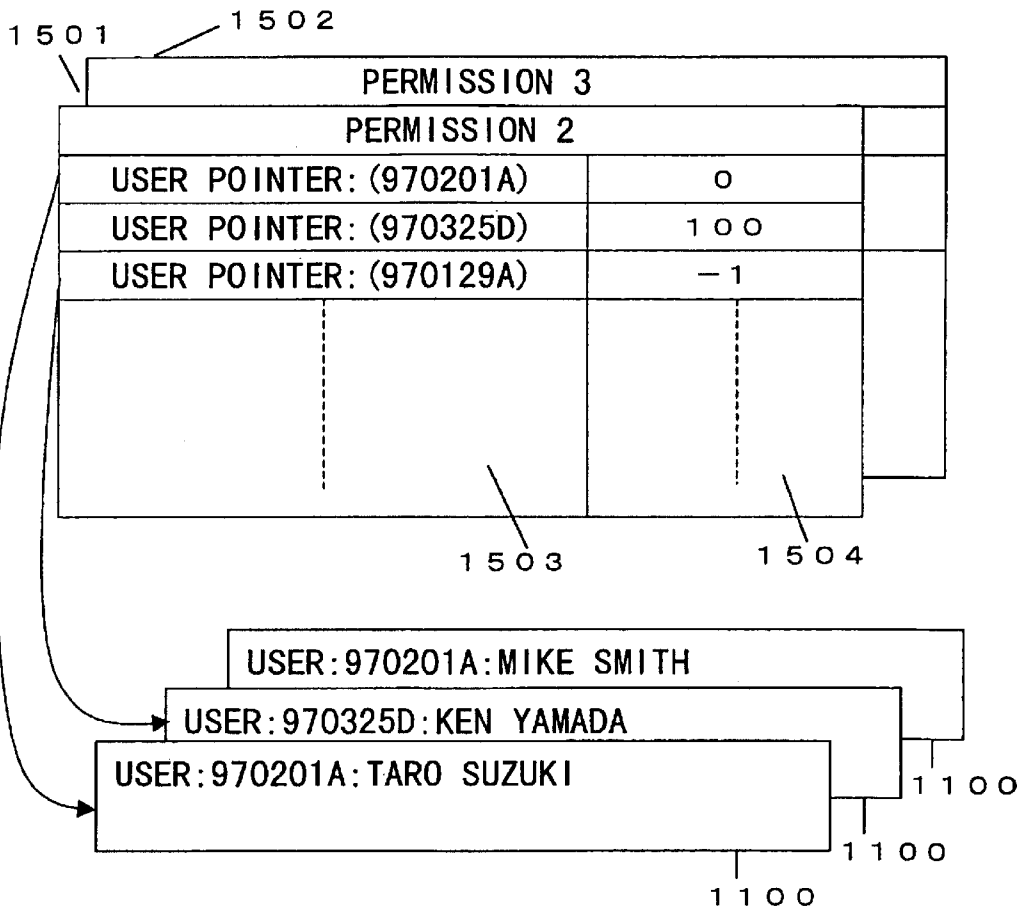 1502
1501
PERMISSION 3
PERMISSION 2
USER POINTER:(970201A) 0
USER POINTER:(970325D) 100
USER POINTER:(970129A) −1
1503
1504
USER:970201A:MIKE SMITH
USER:970325D:KEN YAMADA
USER:970201A:TARO SUZUKI
1100
1100
1100